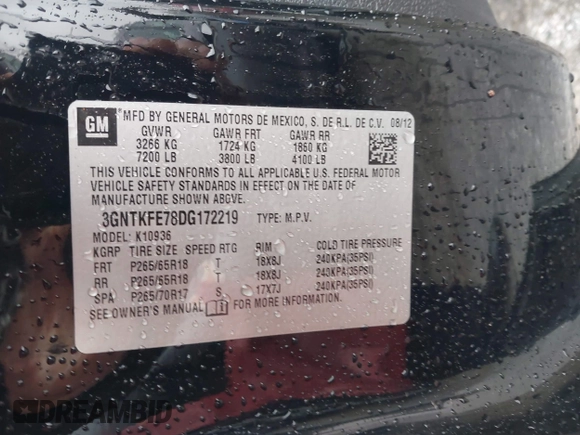 GM
MFD BY GENERAL MOTORS DE MEXICO, S. DE R.L. DE C.V. 08/12
GVWR GAWR FRT GAWR RR
3266 KG 1724 KG 1860 KG
7200 LB 3800 LB 4100 LB
THIS VEHICLE CONFORMS TO ALL APPLICABLE U.S. FEDERAL MOTOR
VEHICLE SAFETY STANDARDS IN EFFECT ON THE DATE OF
MANUFACTURE SHOWN ABOVE.
3GNTKFE78DG172219 TYPE: M.P.V.
MODEL: K10936
KGRP TIRE SIZE SPEED RTG RIM COLD TIRE PRESSURE
FRT P265/65R18 T 18X8J 240KPA(35PSI)
RR P265/65R18 T 18X8J 240KPA(35PSI)
SPA P265/70R17 S 17X7J 240KPA(35PSI)
SEE OWNER'S MANUAL FOR MORE INFORMATION.
DREAMBID